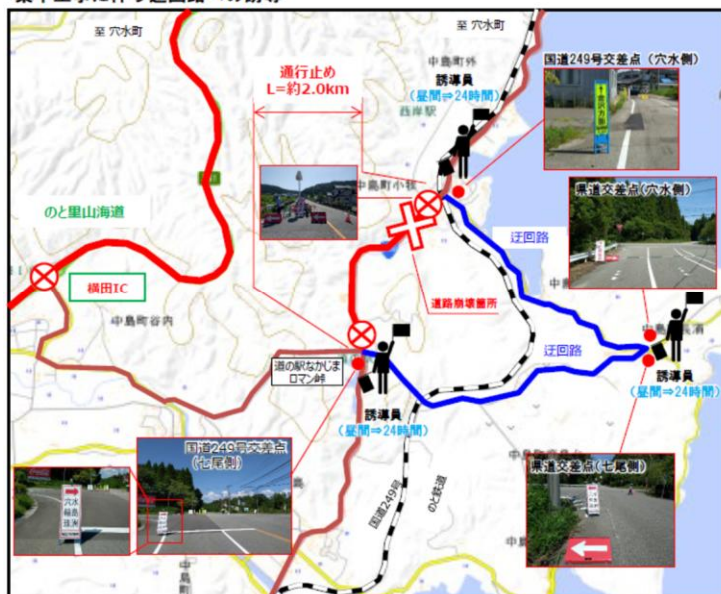 至 穴水町
至 穴水町
中島町外
通行止め
L=約2.0km
誘導員
(昼間⇒24時間)
西岸駅
国道249号交差点(穴水側)
中島町小牧
のと里山海道
県道交差点(穴水側)
迂回路
横田IC
道路崩壊箇所
中島町谷内
道の駅なかじま
ロマン峠
迂回路
誘導員
(昼間⇒24時間)
誘導員
(昼間⇒24時間)
国道249号交差点
(七尾側)
県道交差点(七尾側)
穴水
輪島
珠洲
国道249号
のと鉄道